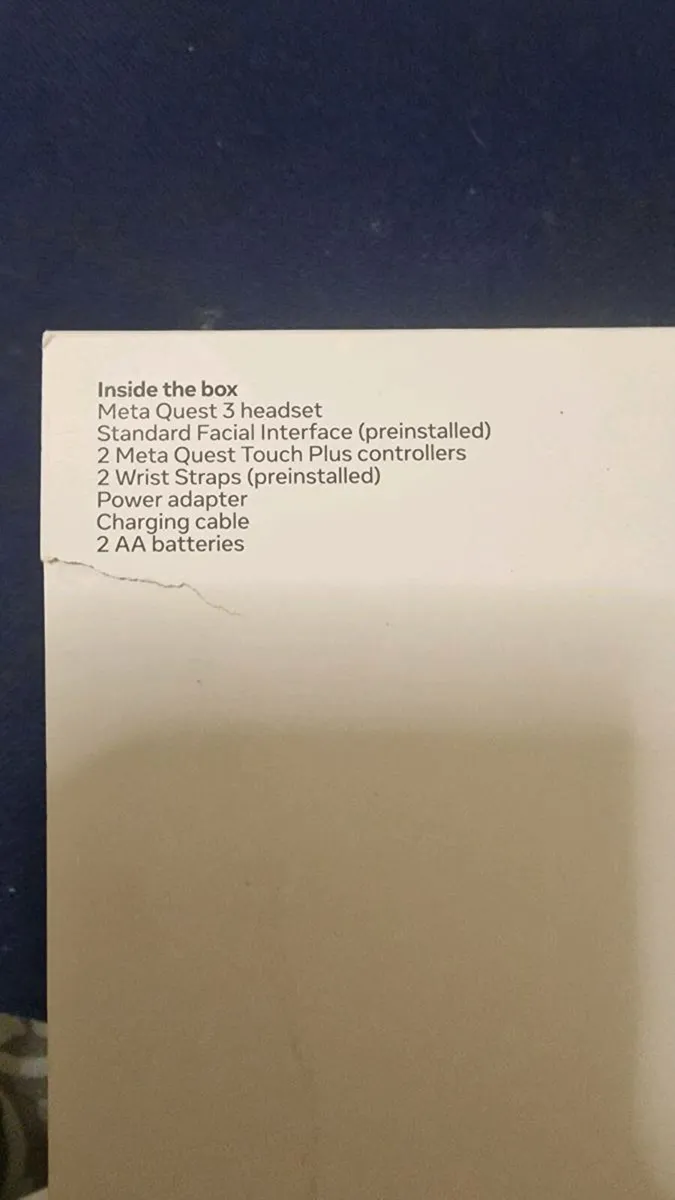 Inside the box
Meta Quest 3 headset
Standard Facial Interface (preinstalled)
2 Meta Quest Touch Plus controllers
2 Wrist Straps (preinstalled)
Power adapter
Charging cable
2 AA batteries